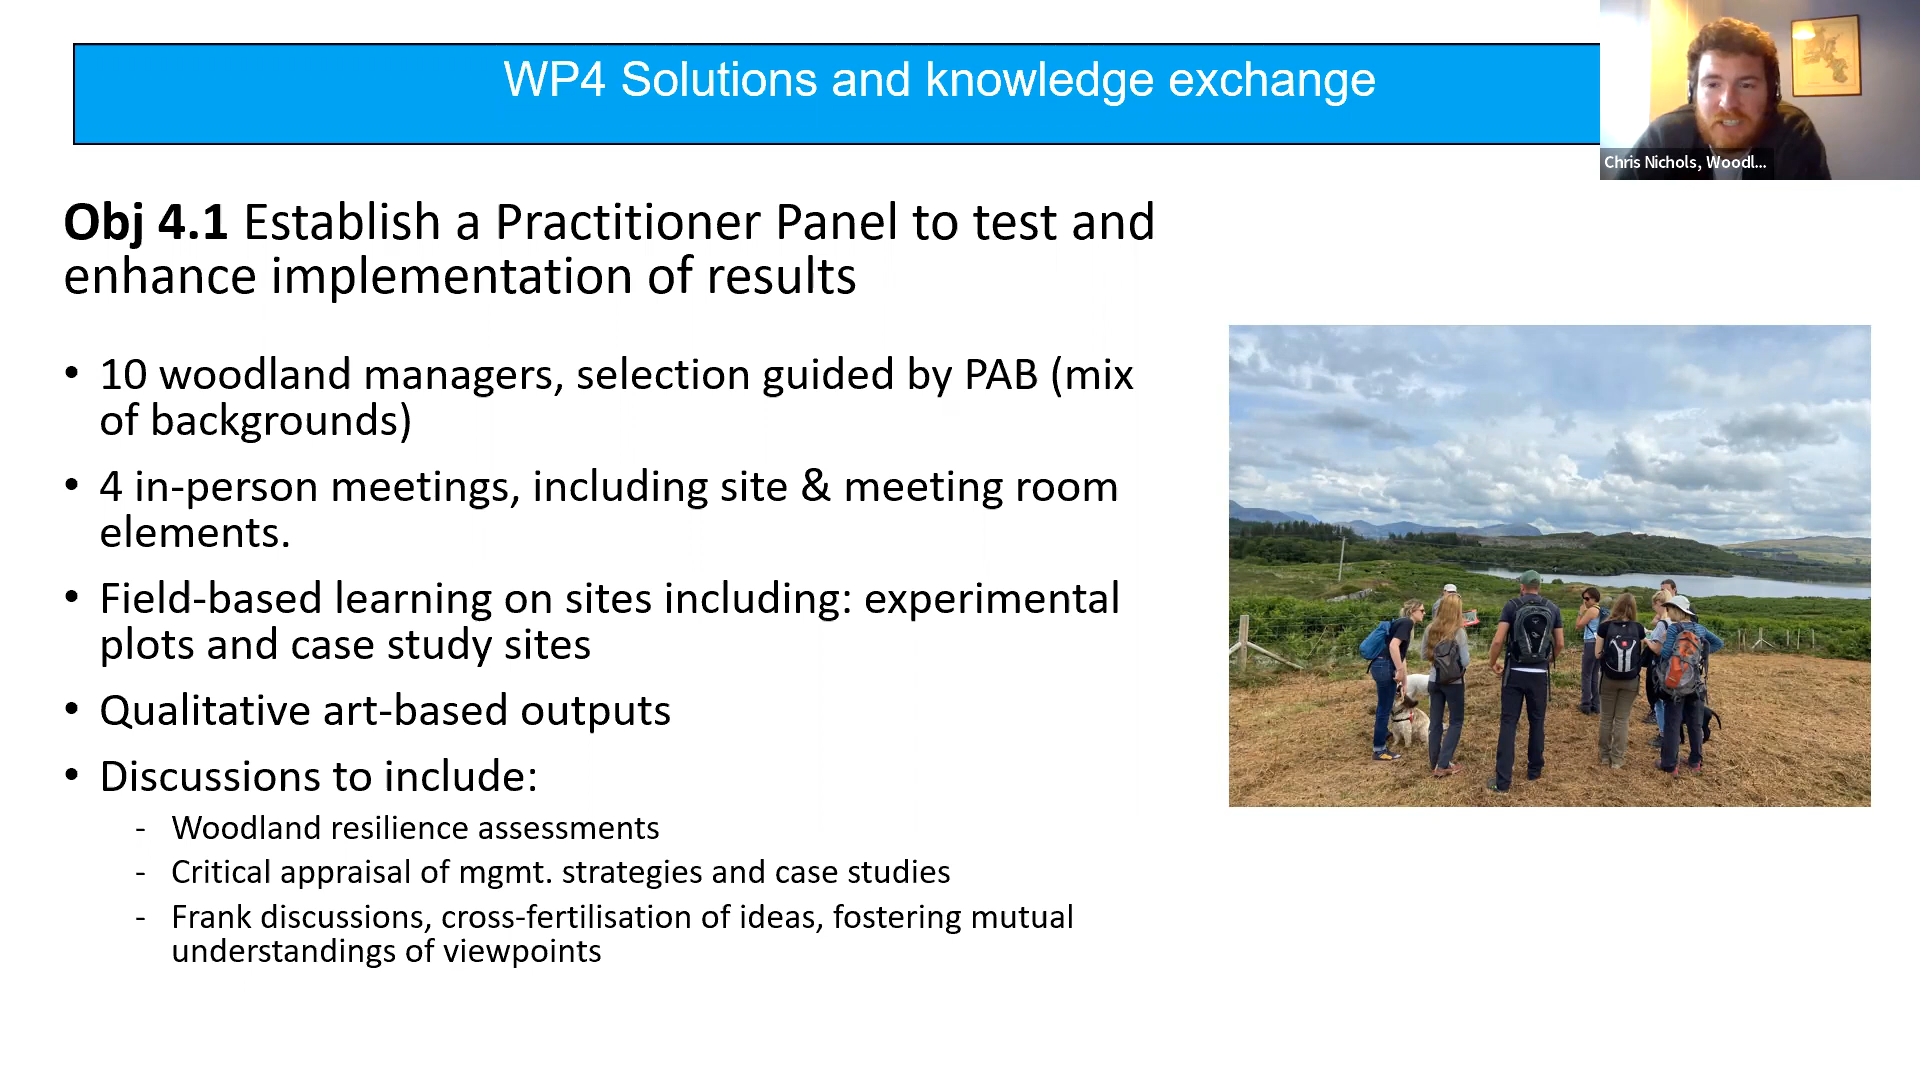 WP4 Solutions and knowledge exchange
Chris Nichols, Woodl...
Obj 4.1 Establish a Practitioner Panel to test and
enhance implementation of results
• 10 woodland managers, selection guided by PAB (mix
of backgrounds)
• 4 in-person meetings, including site & meeting room
elements.
• Field-based learning on sites including: experimental
plots and case study sites
• Qualitative art-based outputs
• Discussions to include:
- Woodland resilience assessments
- Critical appraisal of mgmt. strategies and case studies
- Frank discussions, cross-fertilisation of ideas, fostering mutual
understandings of viewpoints